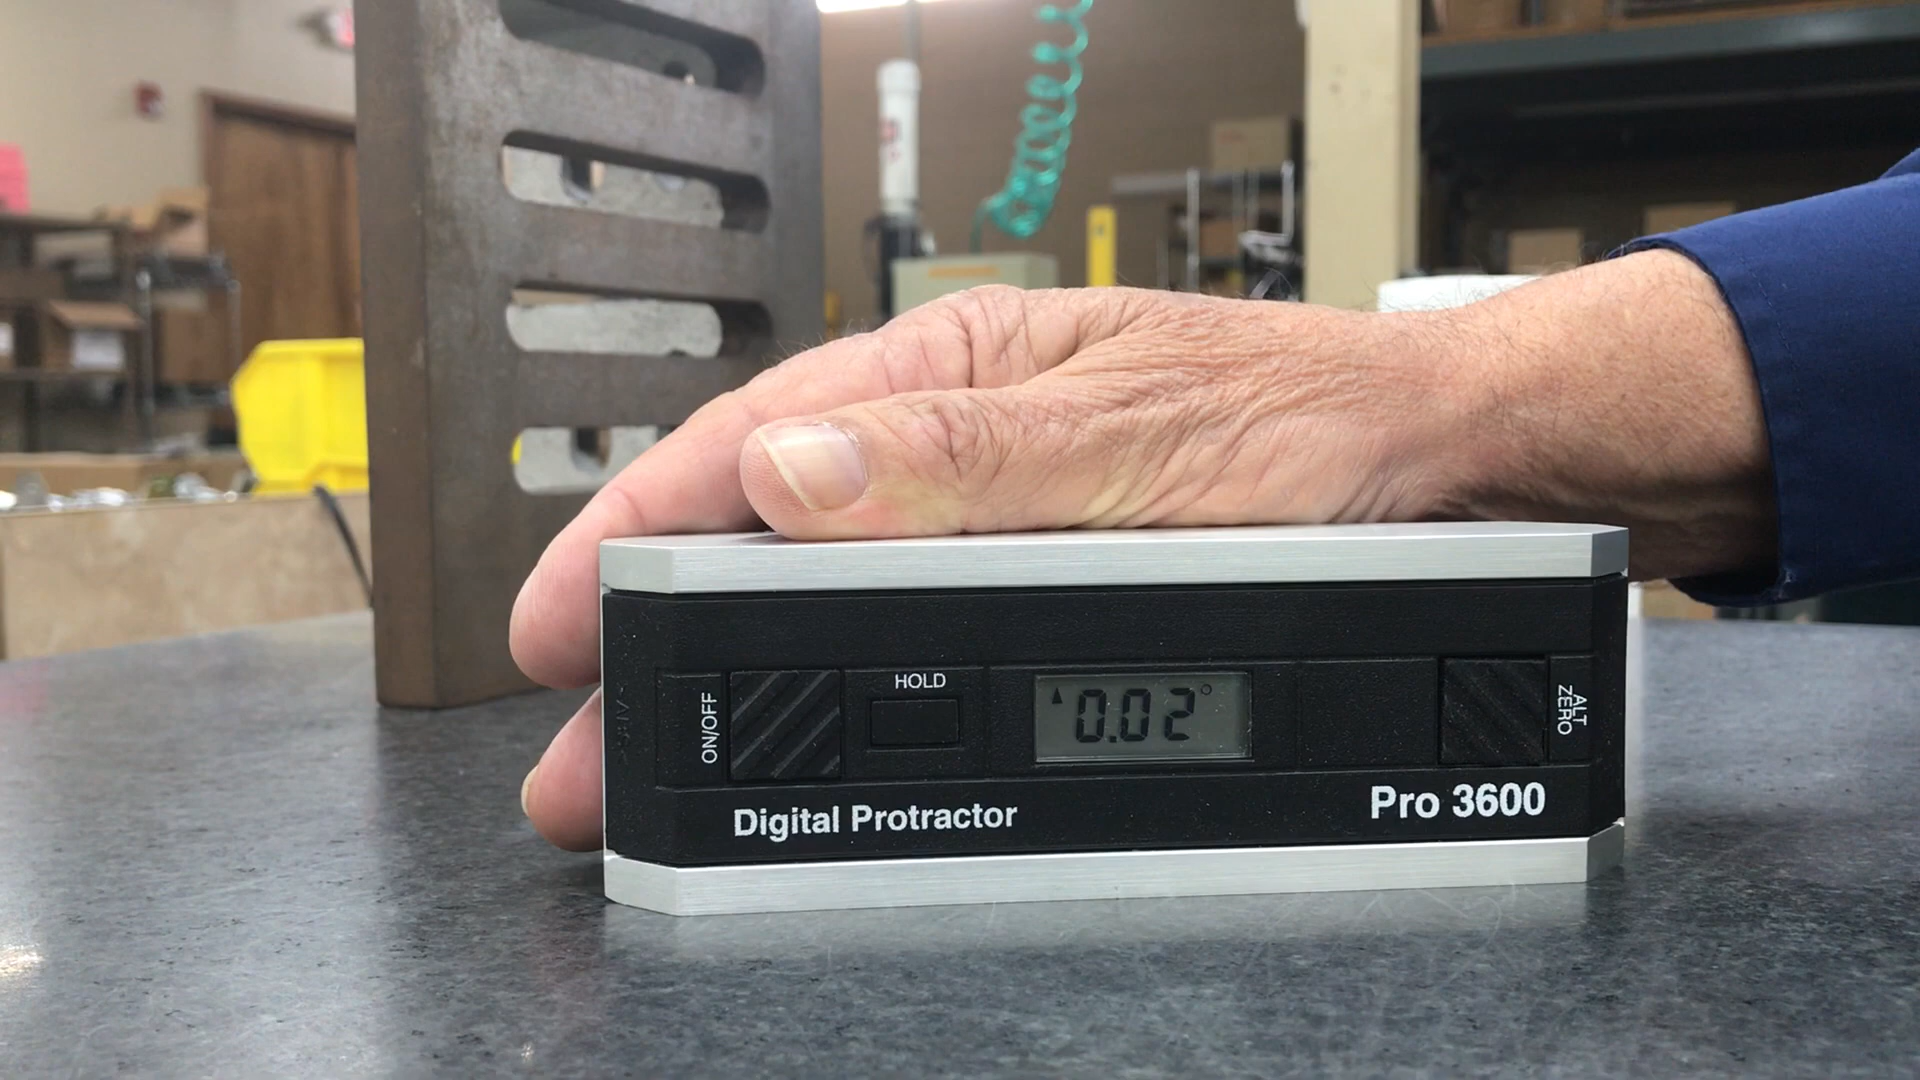 HOLD
ON/OFF
▲0.02°
ALT
ZERO
Digital Protractor
Pro 3600